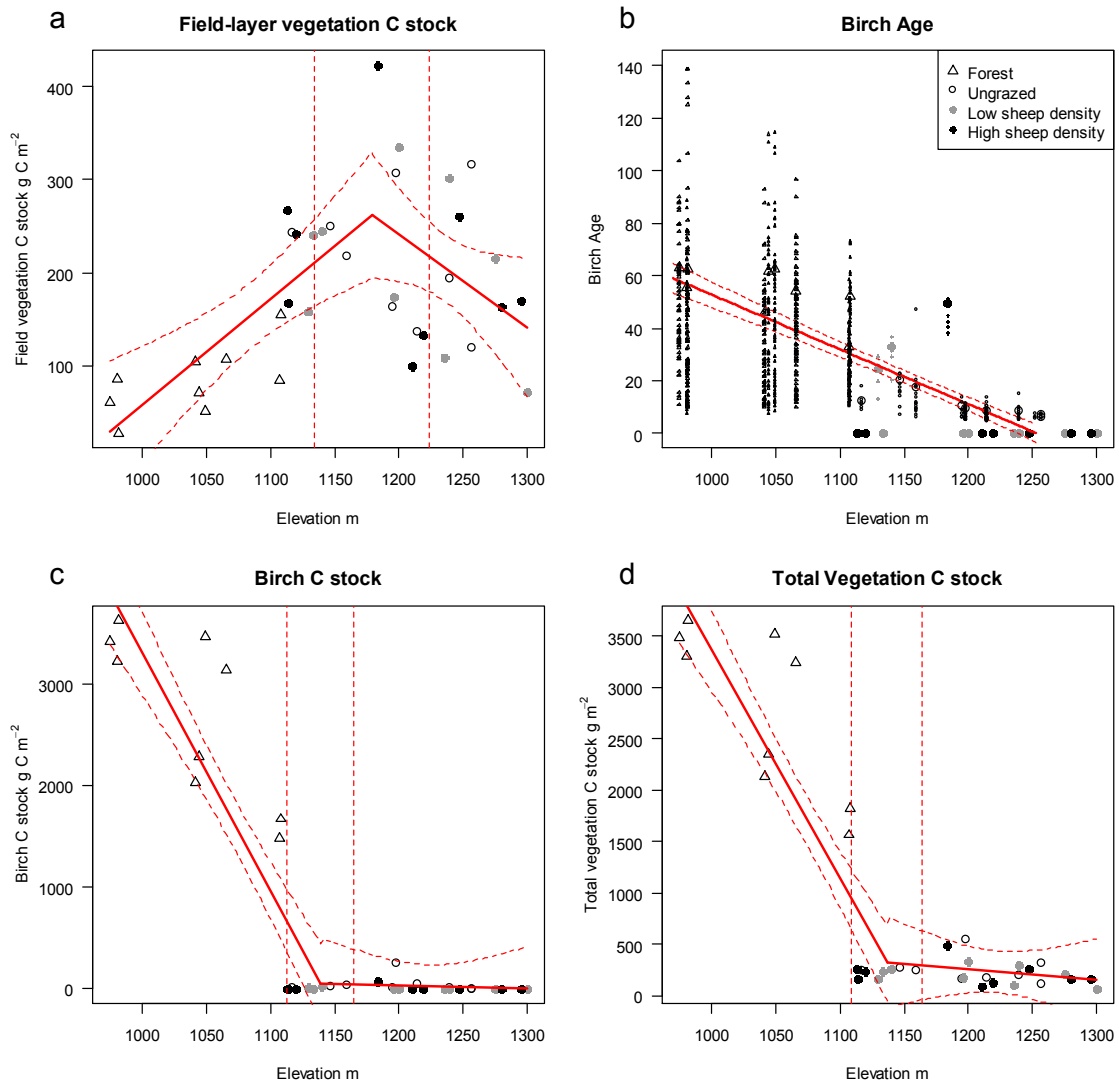 a
Field-layer vegetation C stock
Field vegetation C stock g C m⁻²
400
300
200
100
1000 1050 1100 1150 1200 1250 1300
Elevation m
b
Birch Age
Birch Age
140
120
100
80
60
40
20
0
Forest
Ungrazed
Low sheep density
High sheep density
1000 1050 1100 1150 1200 1250 1300
Elevation m
c
Birch C stock
Birch C stock g C m⁻²
3000
2000
1000
0
1000 1050 1100 1150 1200 1250 1300
Elevation m
d
Total Vegetation C stock
Total vegetation C stock g m⁻²
3500
3000
2500
2000
1500
1000
500
0
1000 1050 1100 1150 1200 1250 1300
Elevation m